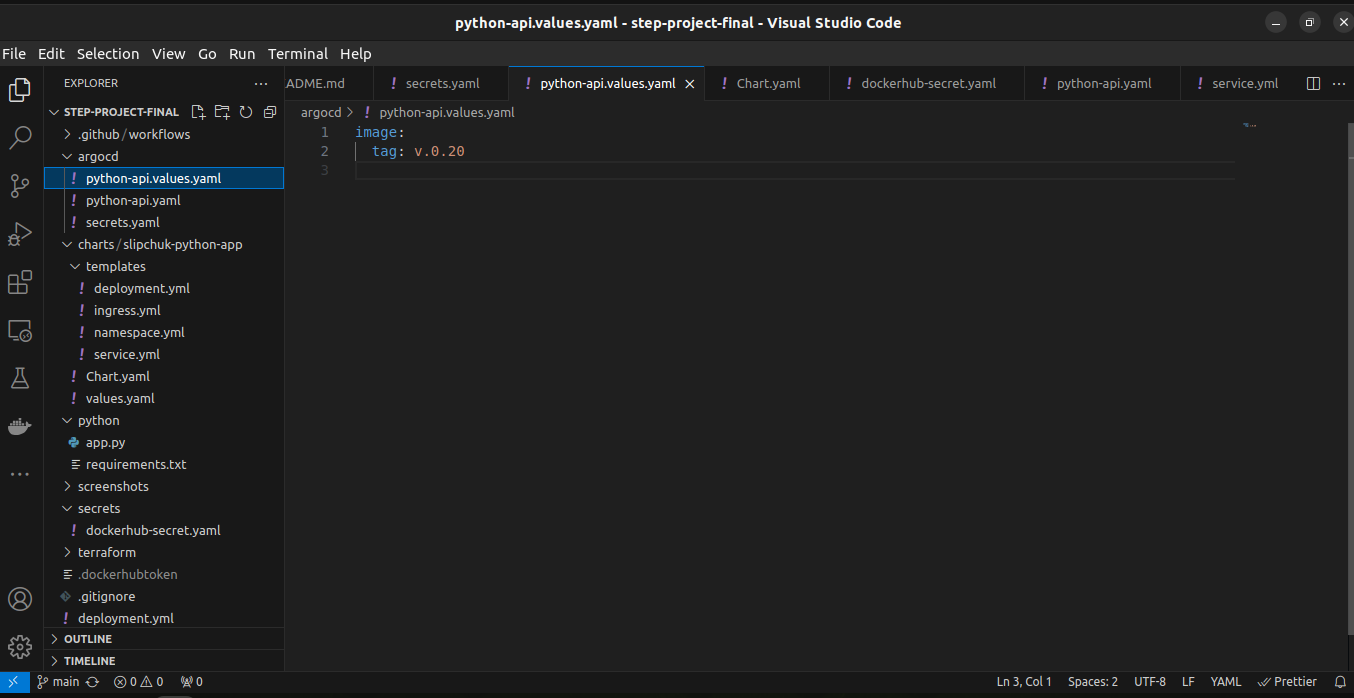 python-api.values.yaml - step-project-final - Visual Studio Code
File Edit Selection View Go Run Terminal Help
EXPLORER
ADME.md
secrets.yaml
python-api.values.yaml
Chart.yaml
dockerhub-secret.yaml
python-api.yaml
service.yml
STEP-PROJECT-FINAL
.github/workflows
argocd
python-api.values.yaml
python-api.yaml
secrets.yaml
charts/slipchuk-python-app
templates
deployment.yml
ingress.yml
namespace.yml
service.yml
Chart.yaml
values.yaml
python
app.py
requirements.txt
screenshots
secrets
dockerhub-secret.yaml
terraform
.dockerhubtoken
.gitignore
deployment.yml
OUTLINE
TIMELINE
argocd > ! python-api.values.yaml
1 image:
2 tag: v.0.20
3
main 0 0 0
Ln 3, Col 1 Spaces: 2 UTF-8 LF YAML Prettier